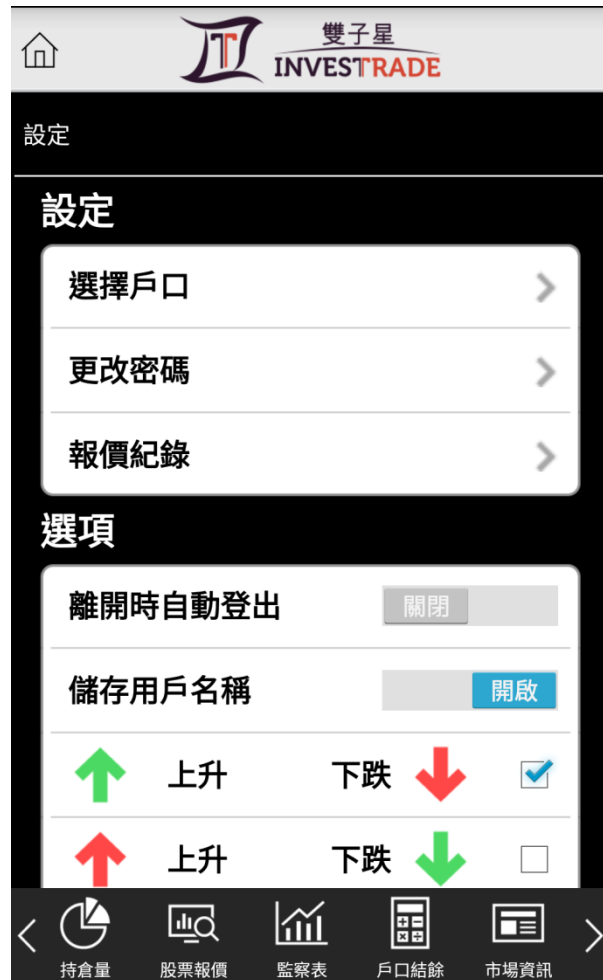 雙子星
INVESTRADE
設定
設定
選擇戶口
更改密碼
報價紀錄
選項
離開時自動登出 關閉
儲存用戶名稱 開啟
上升 下跌
上升 下跌
持倉量 股票報價 監察表 戶口結餘 市場資訊